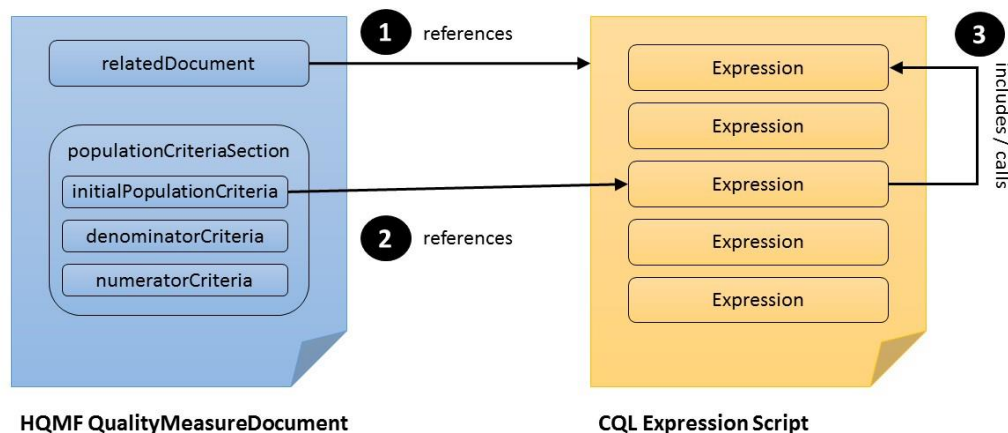 1 references
3
relatedDocument
Expression
includes / calls
Expression
populationCriteriaSection
initialPopulationCriteria
Expression
2 references
denominatorCriteria
Expression
numeratorCriteria
Expression
HQMF QualityMeasureDocument
CQL Expression Script